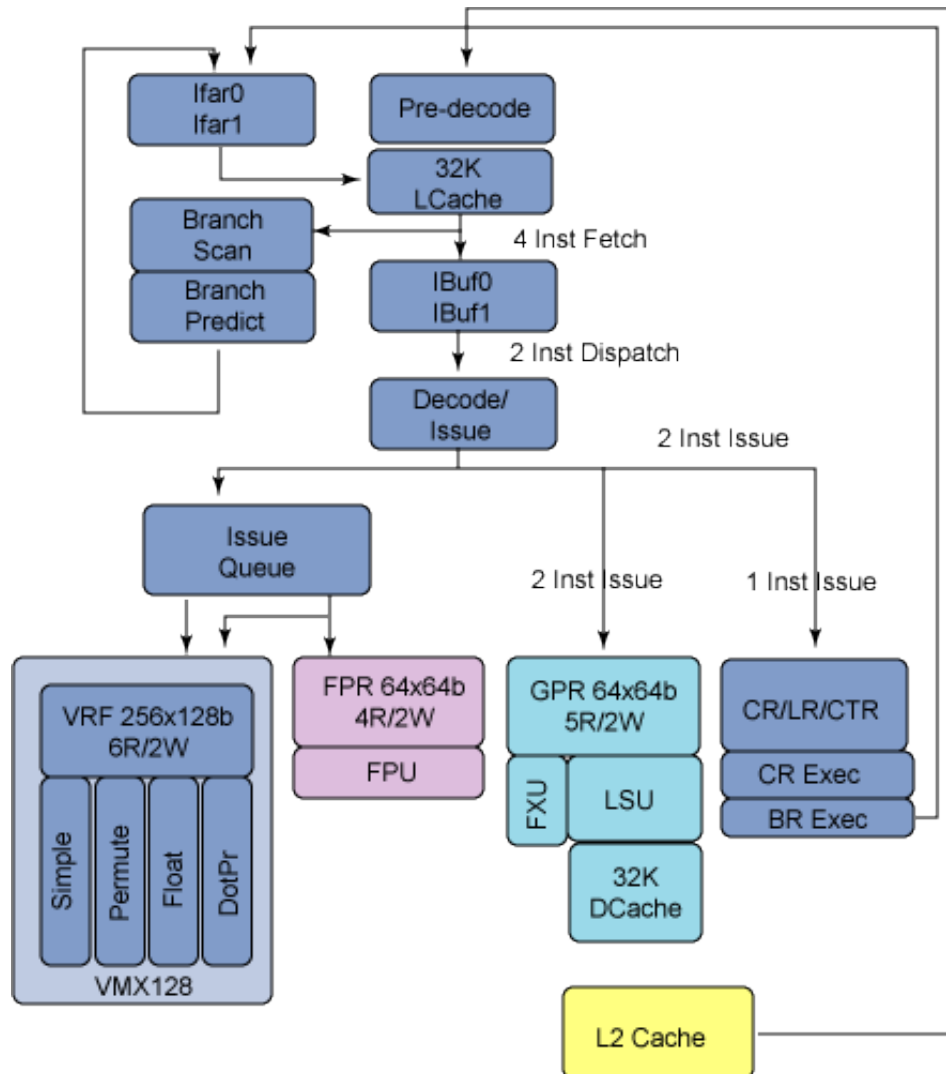 Ifar0
Ifar1
Pre-decode
32K
LCache
Branch
Scan
4 Inst Fetch
Branch
Predict
IBuf0
IBuf1
2 Inst Dispatch
Decode/
Issue
2 Inst Issue
Issue
Queue
2 Inst Issue
1 Inst Issue
VRF 256x128b
6R/2W
FPR 64x64b
4R/2W
FPU
GPR 64x64b
5R/2W
CR/LR/CTR
FXU
LSU
CR Exec
BR Exec
Simple
Permute
Float
DotPr
32K
DCache
VMX128
L2 Cache